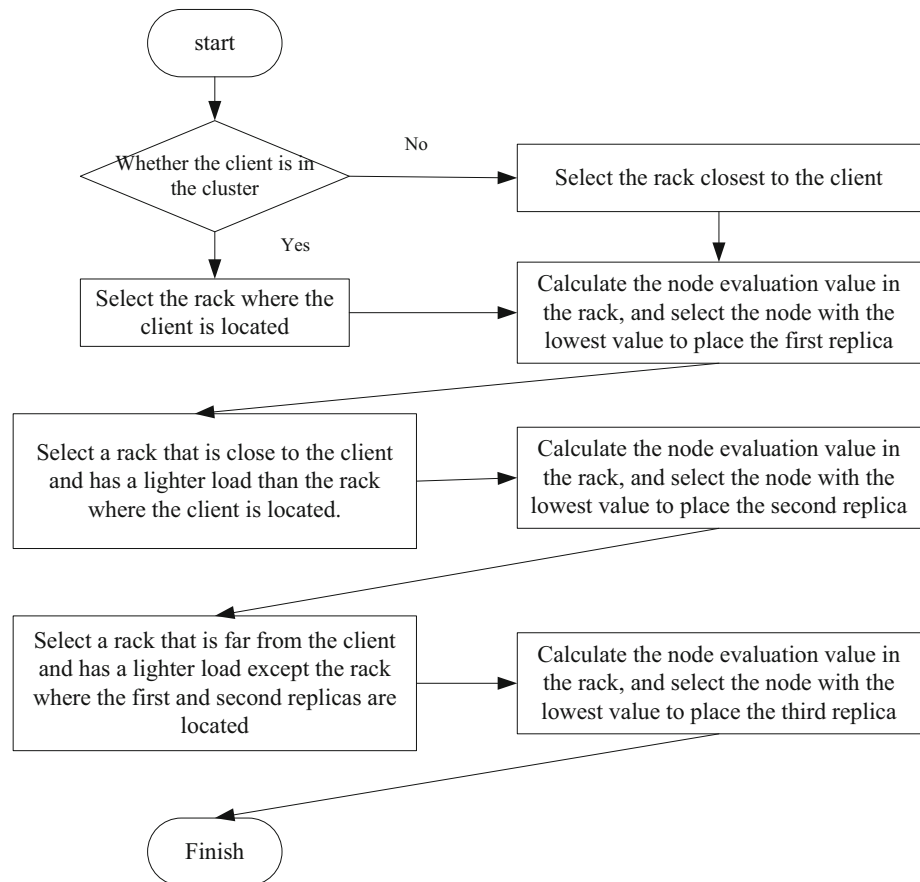 start
Whether the client is in
the cluster
No
Select the rack closest to the client
Yes
Select the rack where the
client is located
Calculate the node evaluation value in
the rack, and select the node with the
lowest value to place the first replica
Select a rack that is close to the client
and has a lighter load than the rack
where the client is located.
Calculate the node evaluation value in
the rack, and select the node with the
lowest value to place the second replica
Select a rack that is far from the client
and has a lighter load except the rack
where the first and second replicas are
located
Calculate the node evaluation value in
the rack, and select the node with the
lowest value to place the third replica
Finish